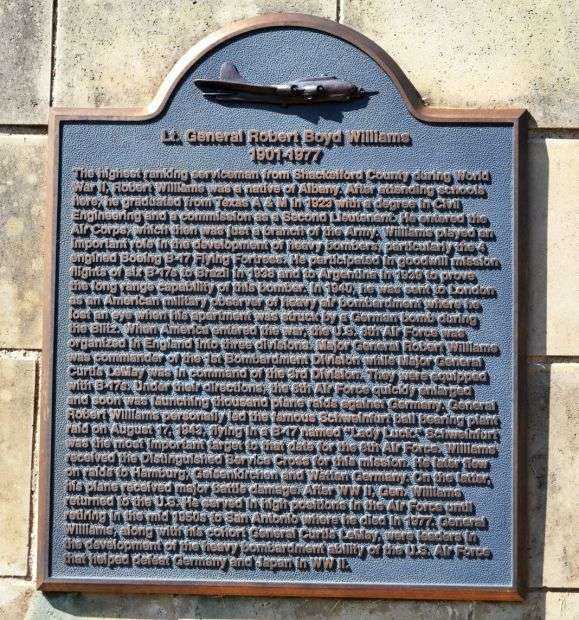 Lt. General Robert Boyd Williams
1901-1977
The highest ranking serviceman from Shackelford County during World
War II, Robert Williams was a native of Albany. After attending schools
here, he graduated from Texas A & M in 1923 with a degree in Civil
Engineering and a commission as a Second Lieutenant. He entered the
Air Corps, which then was just a branch of the Army. Williams played an
important role in the development of heavy bombers, particularly the 4
engined Boeing B-17 Flying Fortress. He participated in goodwill mission
flights of six B-17s to Brazil in 1938 and to Argentina in 1939 to prove
the long range capability of this bomber. In 1940, he was sent to London
as an American military observer of heavy air bombardment where he
lost an eye when his apartment was struck by a German bomb during
the Blitz. When America entered the war, the U.S. 8th Air Force was
organized in England into three divisions. Major General Robert Williams
was commander of the 1st Bombardment Division while Major General
Curtis LeMay was in command of the 3rd Division. They were equipped
with B-17s. Under their directions, the 8th Air Force quickly enlarged
and soon was launching thousand plane raids against Germany. General
Robert Williams personally led the famous Schweinfurt ball bearing plant
raid on August 17, 1943, flying in a B-17 named "Lady Luck". Schweinfurt
was the most important target to that date for the 8th Air Force. Williams
received the Distinguished Service Cross for this mission. He later flew
on raids to Hamburg, Gelsenkirchen and Watten Germany. On the latter,
his plane received major battle damage. After WW II, Gen. Williams
returned to the U.S. He served in high positions in the Air Force until
retiring in the mid 1950s to San Antonio where he died in 1977. General
Williams, along with his cohort General Curtis LeMay, were leaders in
the development of the heavy bombardment ability of the U.S. Air Force
that helped defeat Germany and Japan in WW II.